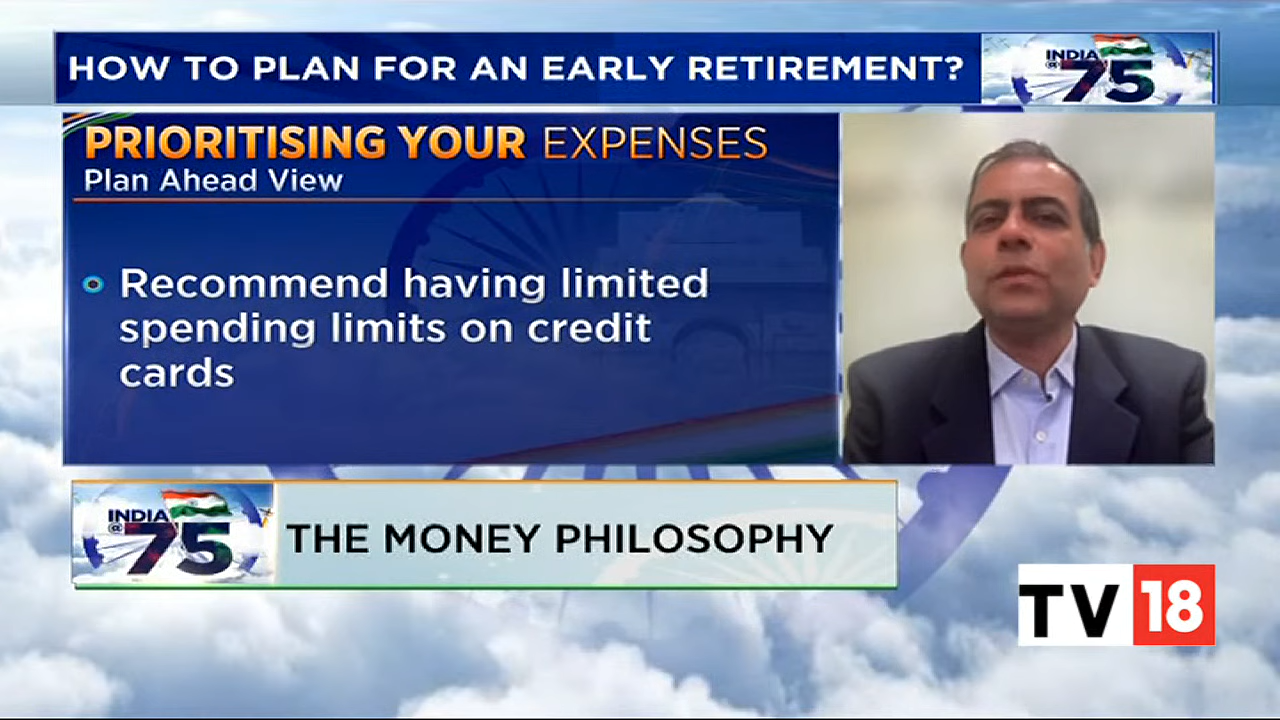 HOW TO PLAN FOR AN EARLY RETIREMENT?
INDIA
@75
PRIORITISING YOUR EXPENSES
Plan Ahead View
Recommend having limited
spending limits on credit
cards
INDIA
@75
THE MONEY PHILOSOPHY
TV18